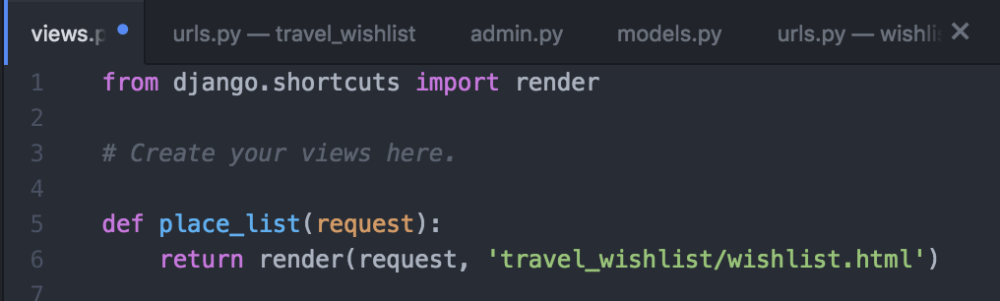 views.p urls.py — travel_wishlist admin.py models.py urls.py — wishlis
1 from django.shortcuts import render
2
3 # Create your views here.
4
5 def place_list(request):
6 return render(request, 'travel_wishlist/wishlist.html')
7